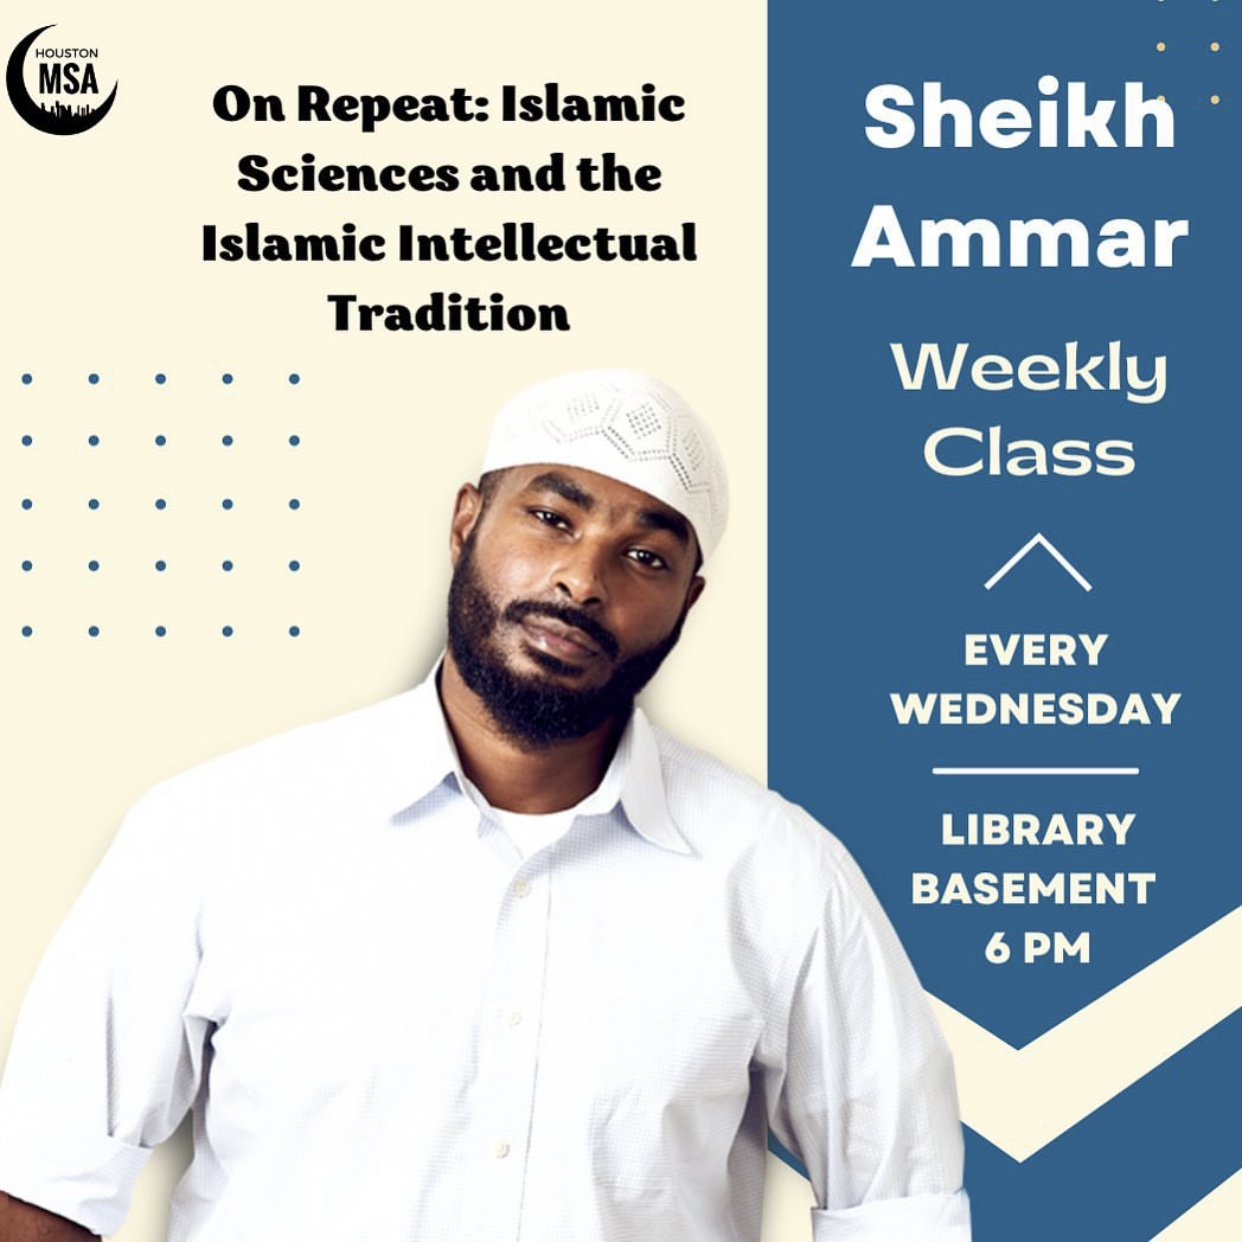 HOUSTON
MSA
On Repeat: Islamic
Sciences and the
Islamic Intellectual
Tradition
Sheikh
Ammar
Weekly
Class
EVERY
WEDNESDAY
LIBRARY
BASEMENT
6 PM